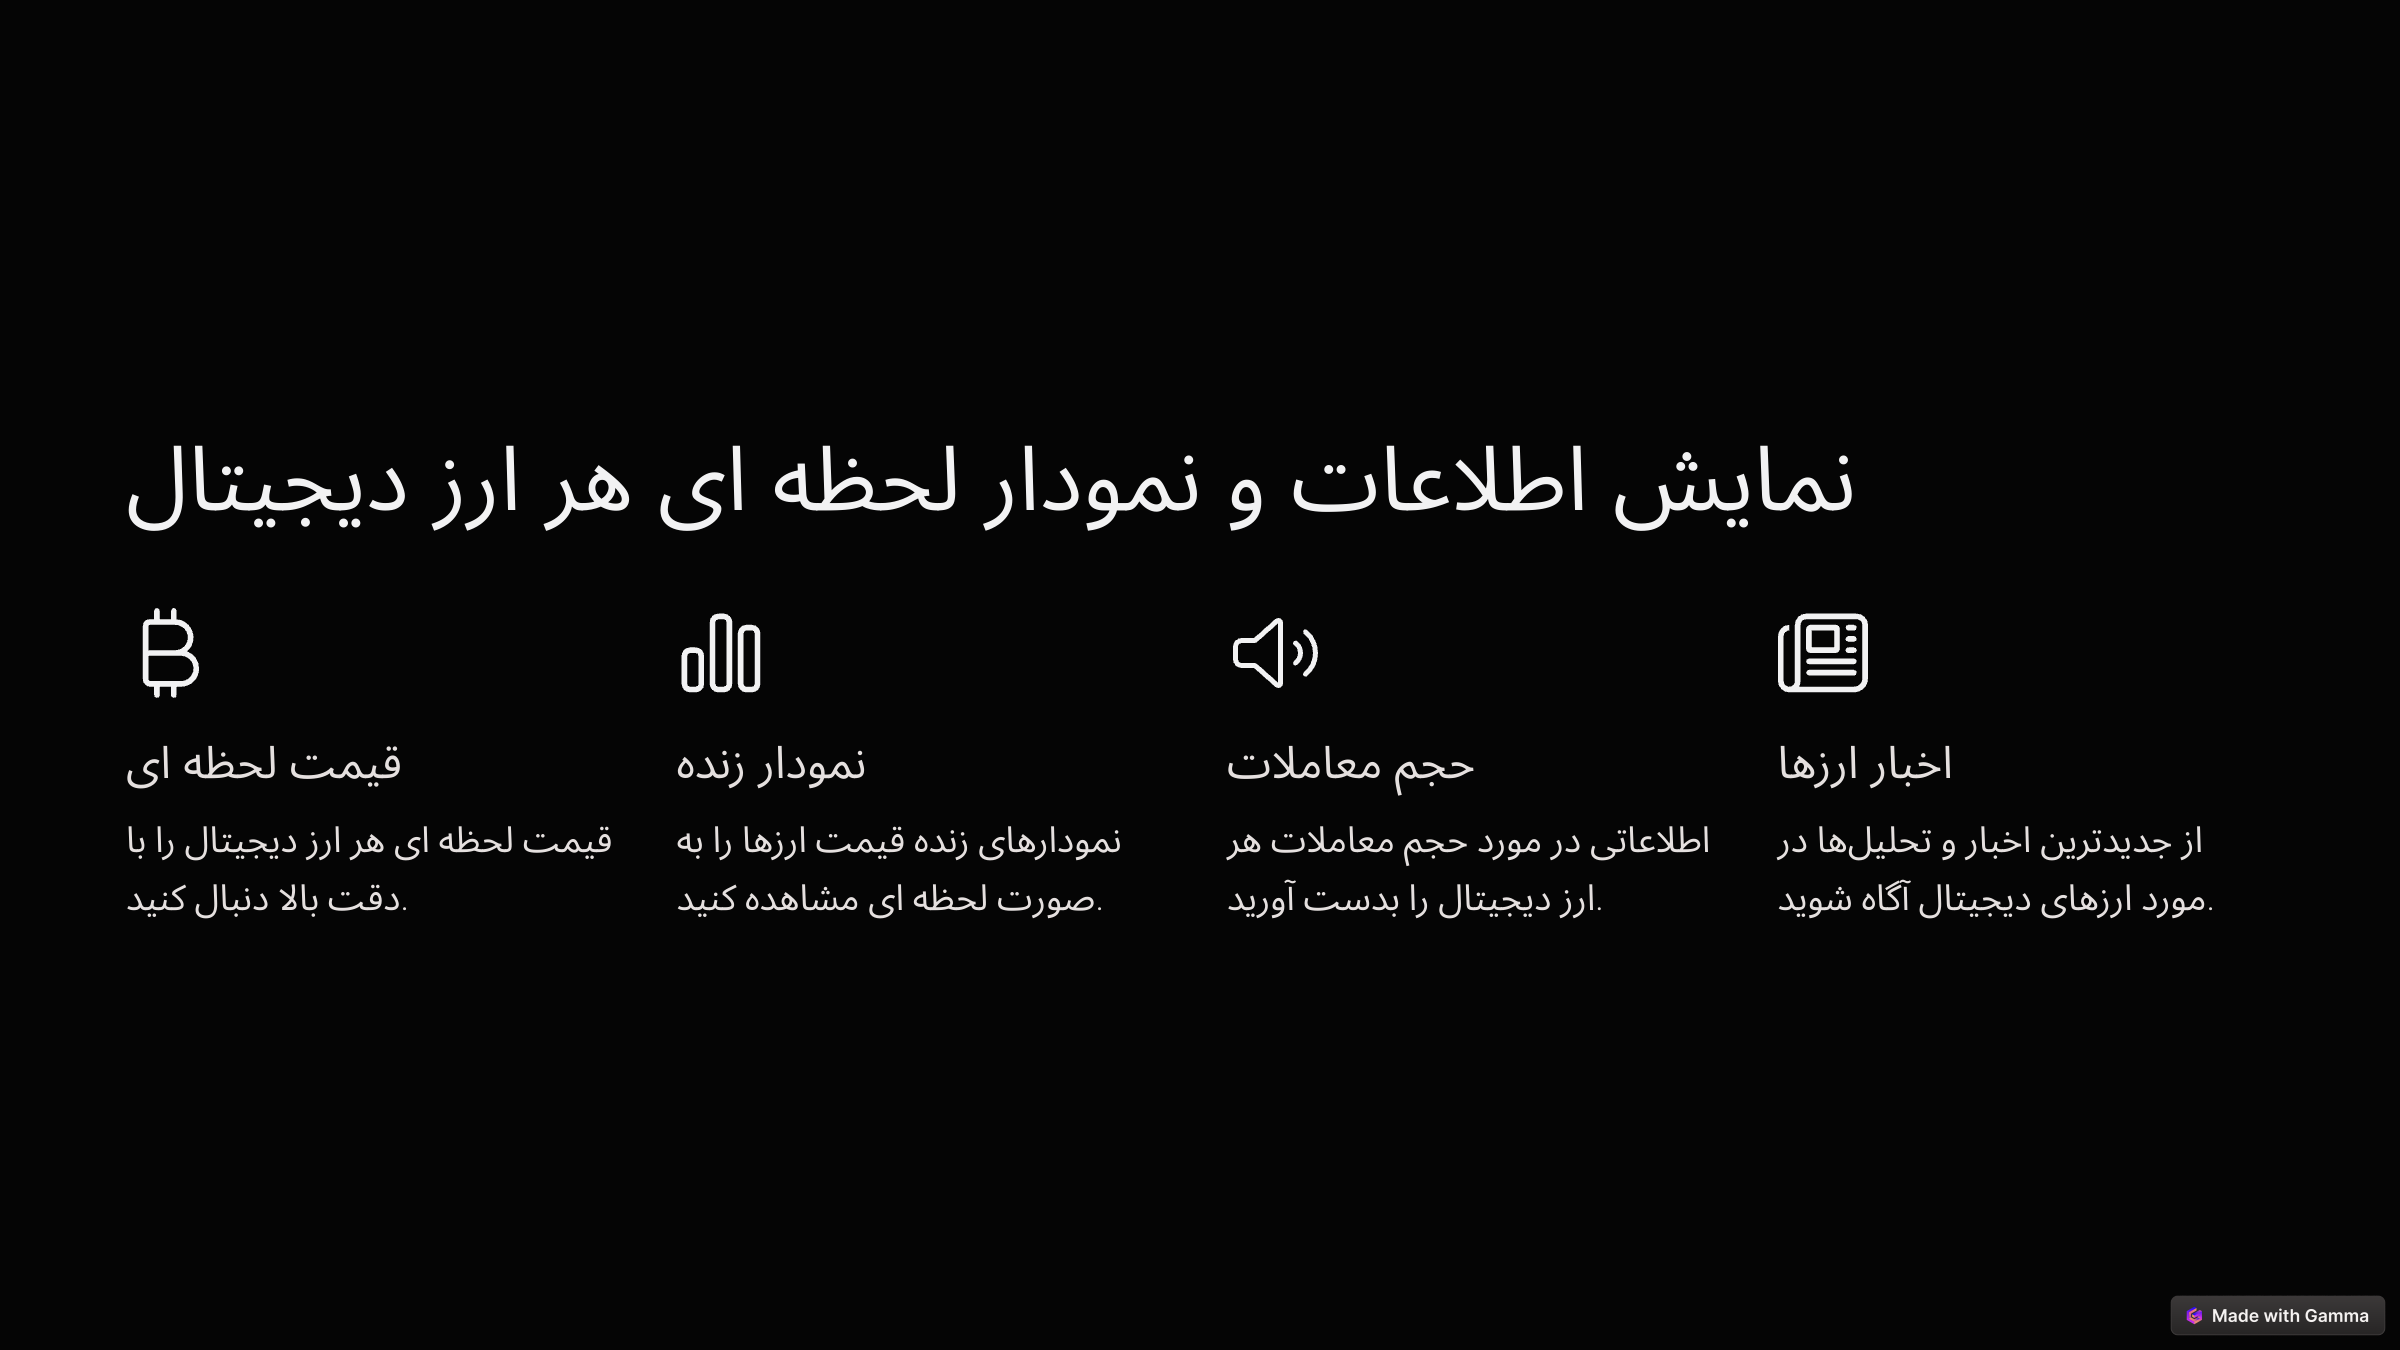 نمایش اطلاعات و نمودار لحظه ای هر ارز دیجیتال
قیمت لحظه ای
قیمت لحظه ای هر ارز دیجیتال را با
دقت بالا دنبال کنید.
نمودار زنده
نمودارهای زنده قیمت ارزها را به
صورت لحظه ای مشاهده کنید.
حجم معاملات
اطلاعاتی در مورد حجم معاملات هر
ارز دیجیتال را بدست آورید.
اخبار ارزها
از جدیدترین اخبار و تحلیل‌ها در
مورد ارزهای دیجیتال آگاه شوید.
Made with Gamma